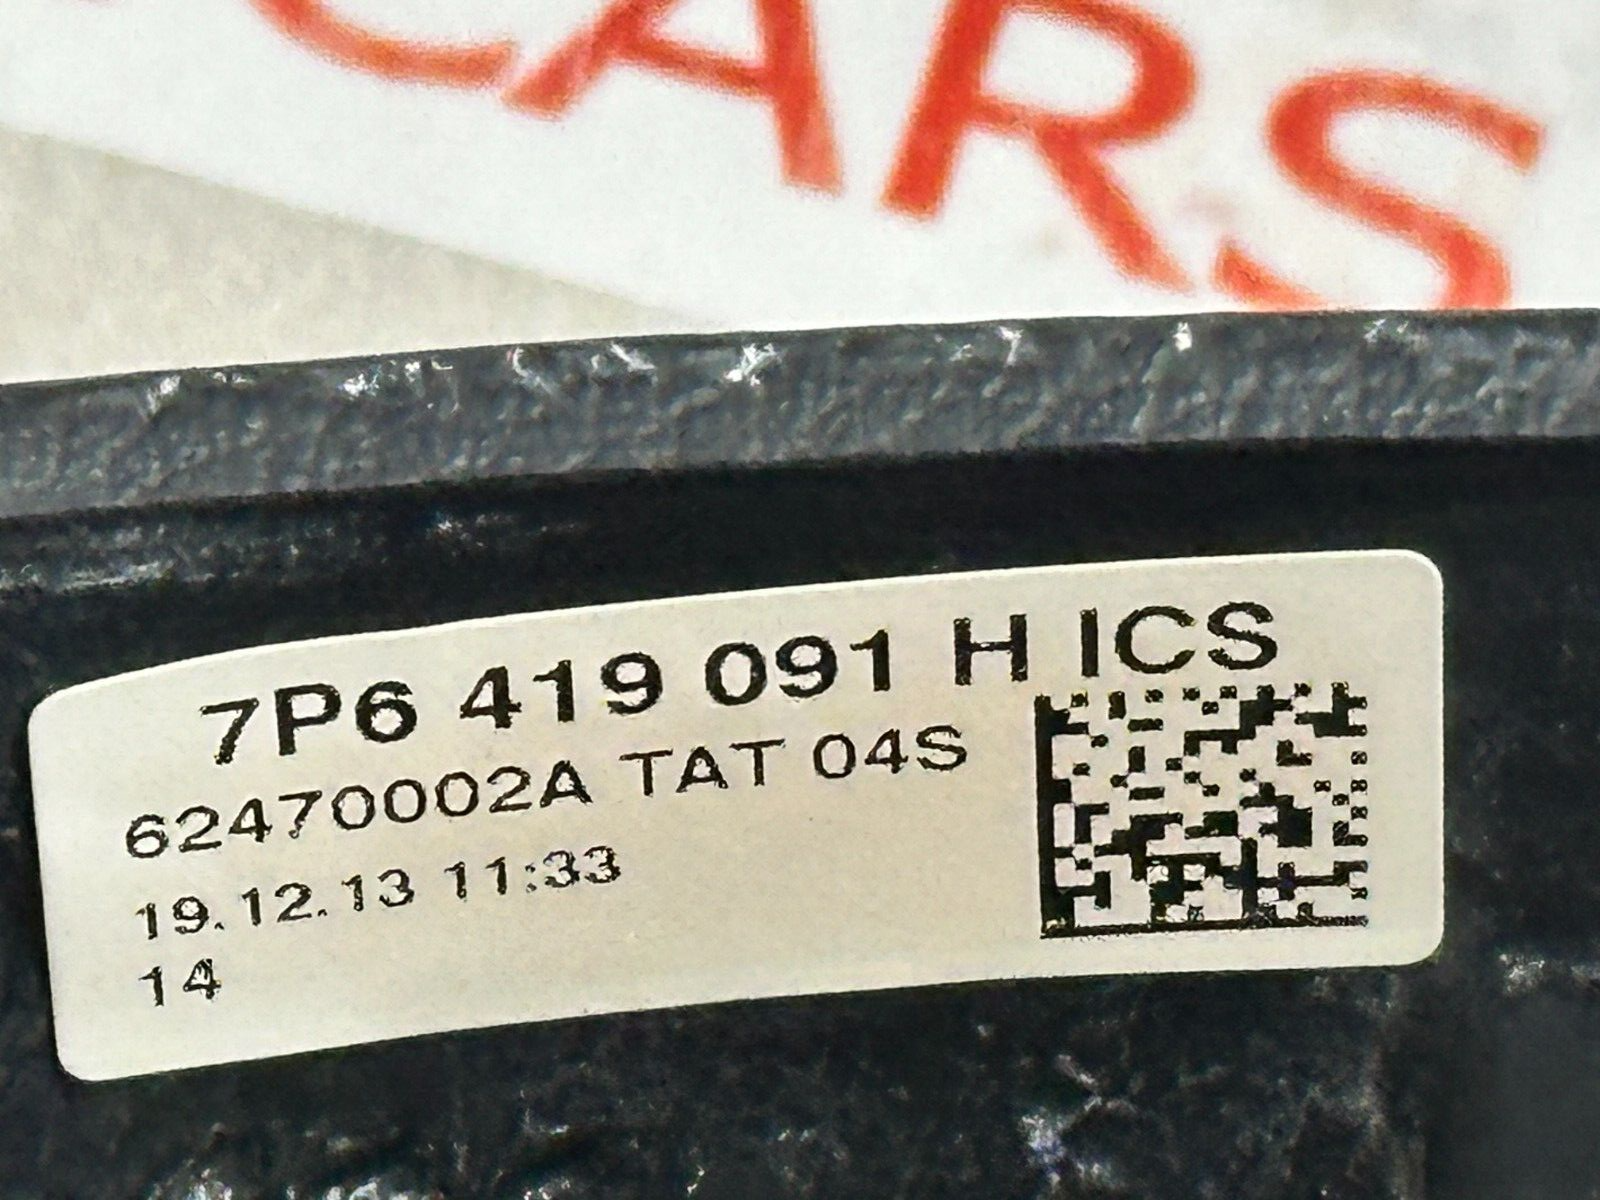 CARS
7P6 419 091 H ICS
62470002A TAT 04S
19.12.13 11:33
14